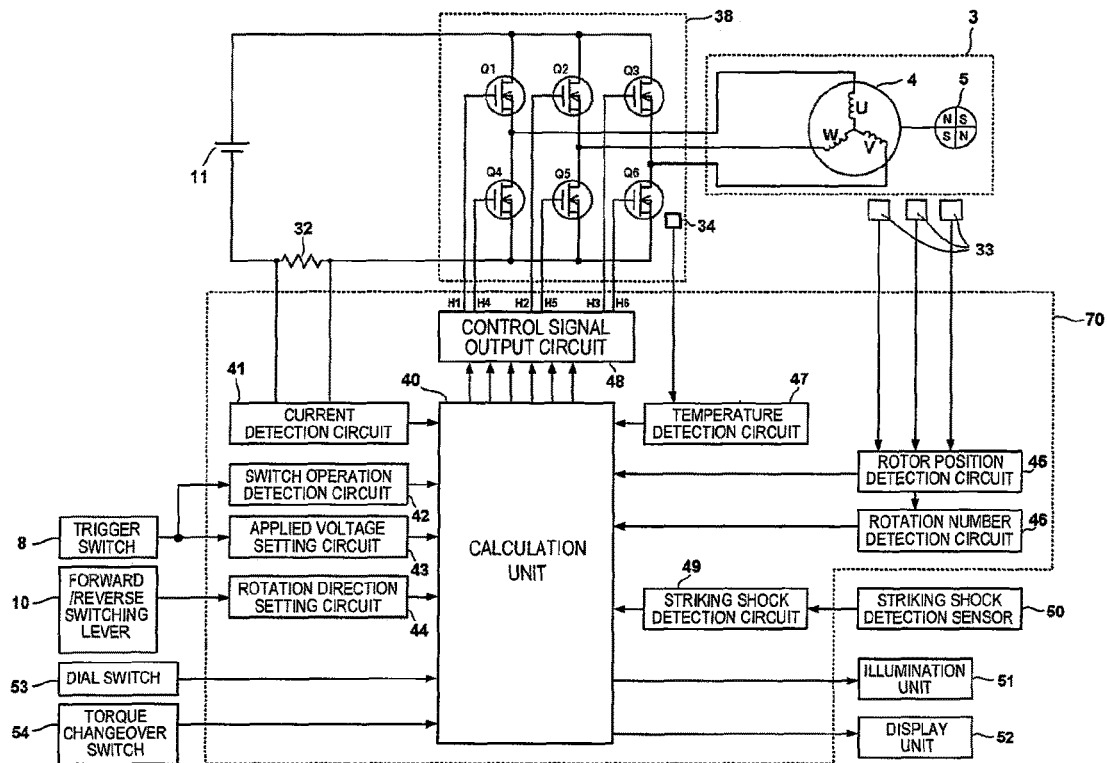 38
3
Q1
Q2
Q3
4
5
U
W
V
N S
S N
11
Q4
Q5
Q6
34
32
33
H1
H4
H2
H5
H3
H6
70
CONTROL SIGNAL
OUTPUT CIRCUIT
48
41
40
47
CURRENT
DETECTION CIRCUIT
TEMPERATURE
DETECTION CIRCUIT
SWITCH OPERATION
DETECTION CIRCUIT
42
ROTOR POSITION
DETECTION CIRCUIT
45
8
TRIGGER
SWITCH
APPLIED VOLTAGE
SETTING CIRCUIT
43
CALCULATION
UNIT
ROTATION NUMBER
DETECTION CIRCUIT
46
10
FORWARD
/REVERSE
SWITCHING
LEVER
ROTATION DIRECTION
SETTING CIRCUIT
44
49
STRIKING SHOCK
DETECTION CIRCUIT
STRIKING SHOCK
DETECTION SENSOR
50
53
DIAL SWITCH
ILLUMINATION
UNIT
51
54
TORQUE
CHANGEOVER
SWITCH
DISPLAY
UNIT
52